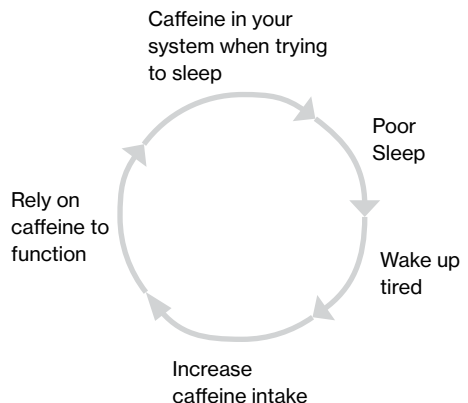 Caffeine in your
system when trying
to sleep
Poor
Sleep
Wake up
tired
Increase
caffeine intake
Rely on
caffeine to
function